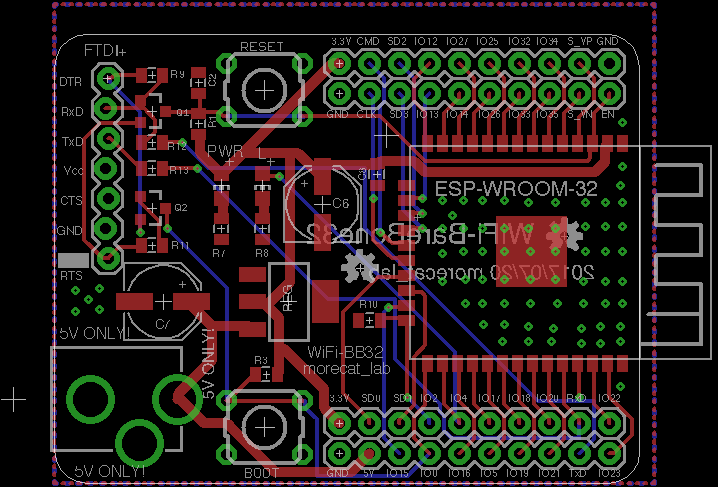 3.3V CMD SD2 IO12 IO27 IO25 IO32 IO34 S_VP GND
FTDI+
RESET
DTR
R9
C2
RxD
Q1
R1
GND CLK SD3 IO13 IO14 IO26 IO33 IO35 S_VN EN
TxD
R12
PWR L
Vcc
R13
ESP-WROOM-32
CTS
Q2
C6
GND
WiFi-BareBone32
R11
R7 R8
RTS
2017/07/20 morecat_lab
REG
R10
C7
5V ONLY!
5V ONLY!
WiFi-BB32
R3
morecat_lab
3.3V SD1 SD0 IO2 IO4 IO17 IO18 IO20 RxD IO22
5V ONLY!
BOOT
GND 5V IO15 IO0 IO16 IO5 IO19 IO21 TxD IO23